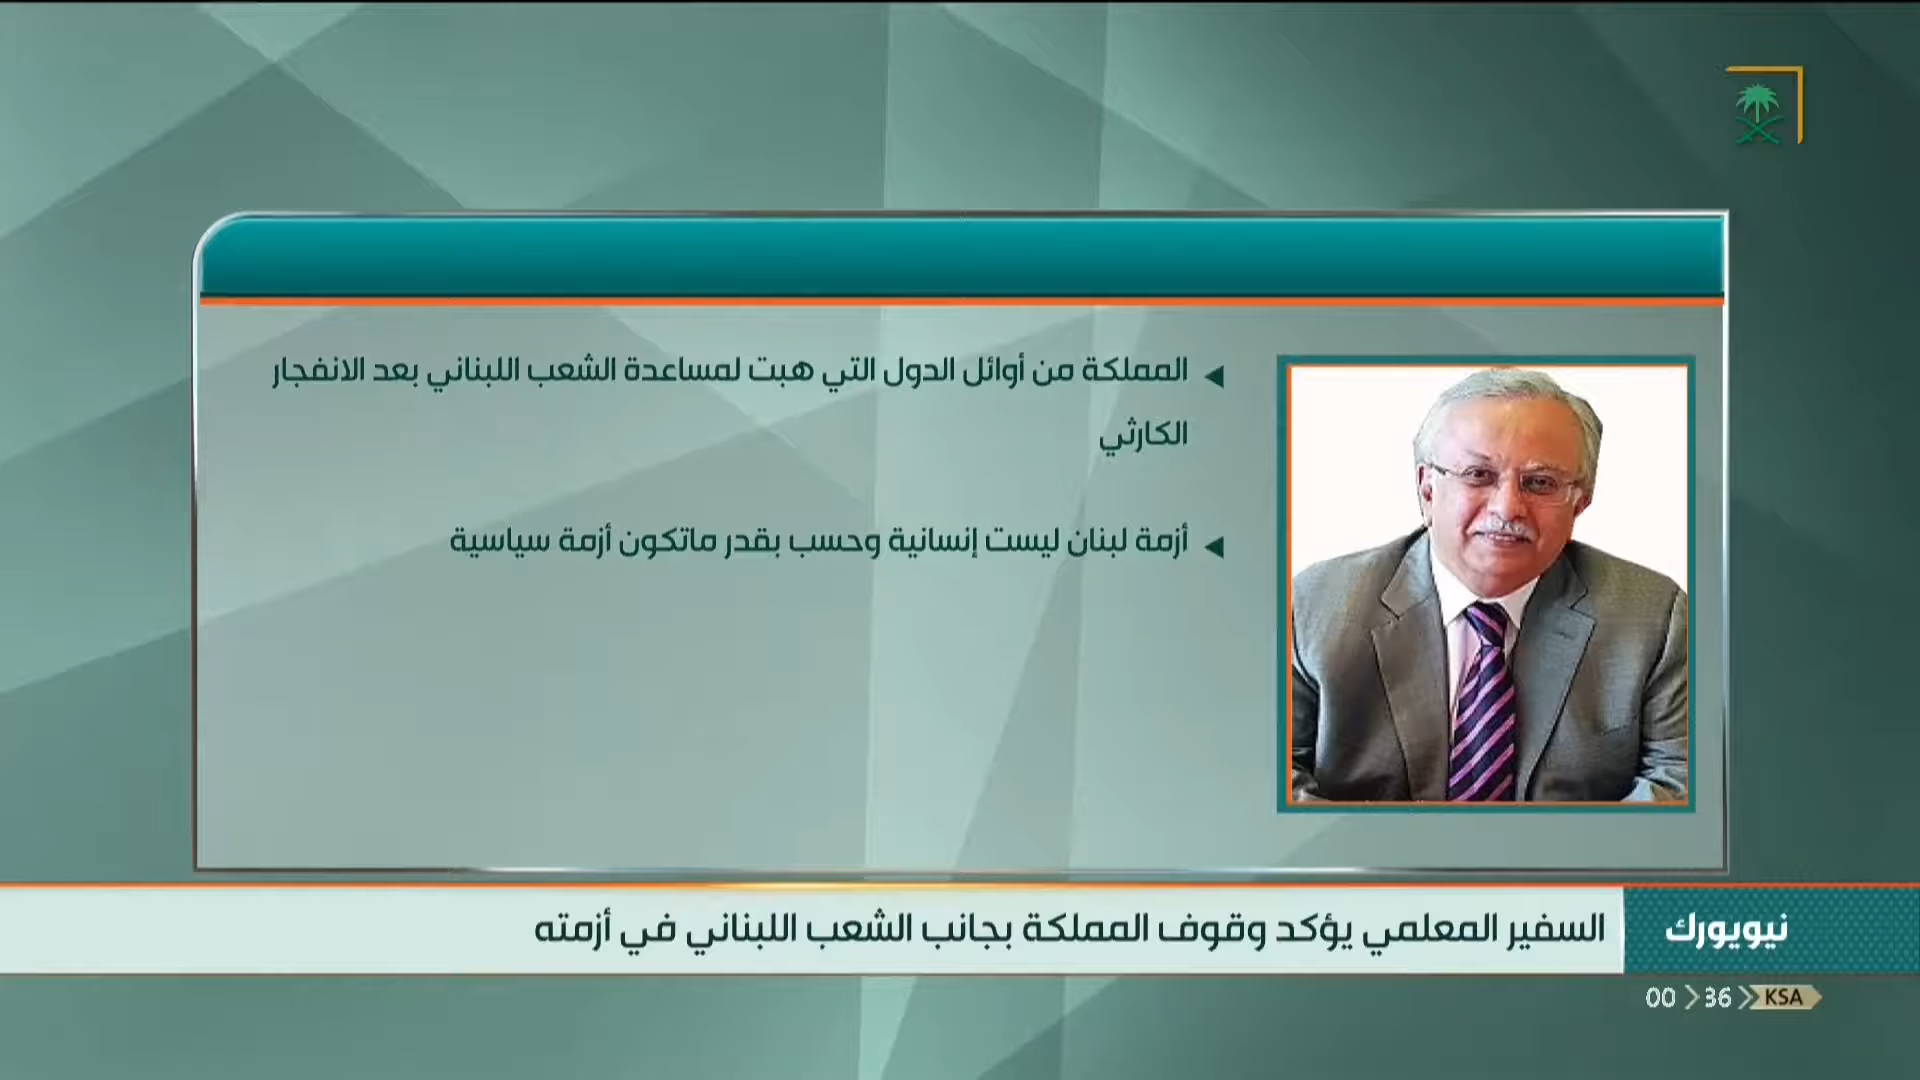 المملكة من أوائل الدول التي هبت لمساعدة الشعب اللبناني بعد الانفجار
الكارثي
أزمة لبنان ليست إنسانية وحسب بقدر ماتكون أزمة سياسية
نيويورك
السفير المعلمي يؤكد وقوف المملكة بجانب الشعب اللبناني في أزمته
00 36 KSA